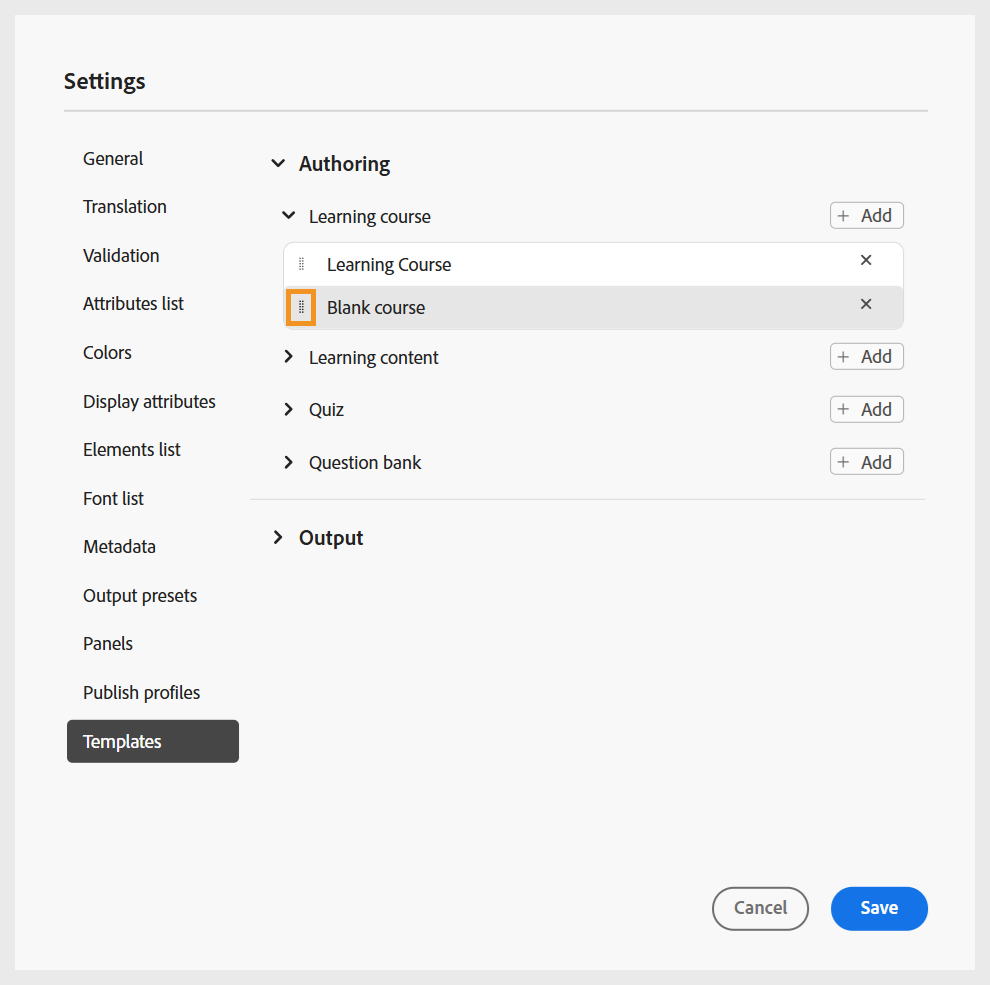 Settings
General
Translation
Validation
Attributes list
Colors
Display attributes
Elements list
Font list
Metadata
Output presets
Panels
Publish profiles
Templates
Authoring
Learning course
+ Add
Learning Course
Blank course
Learning content
+ Add
Quiz
+ Add
Question bank
+ Add
Output
Cancel
Save